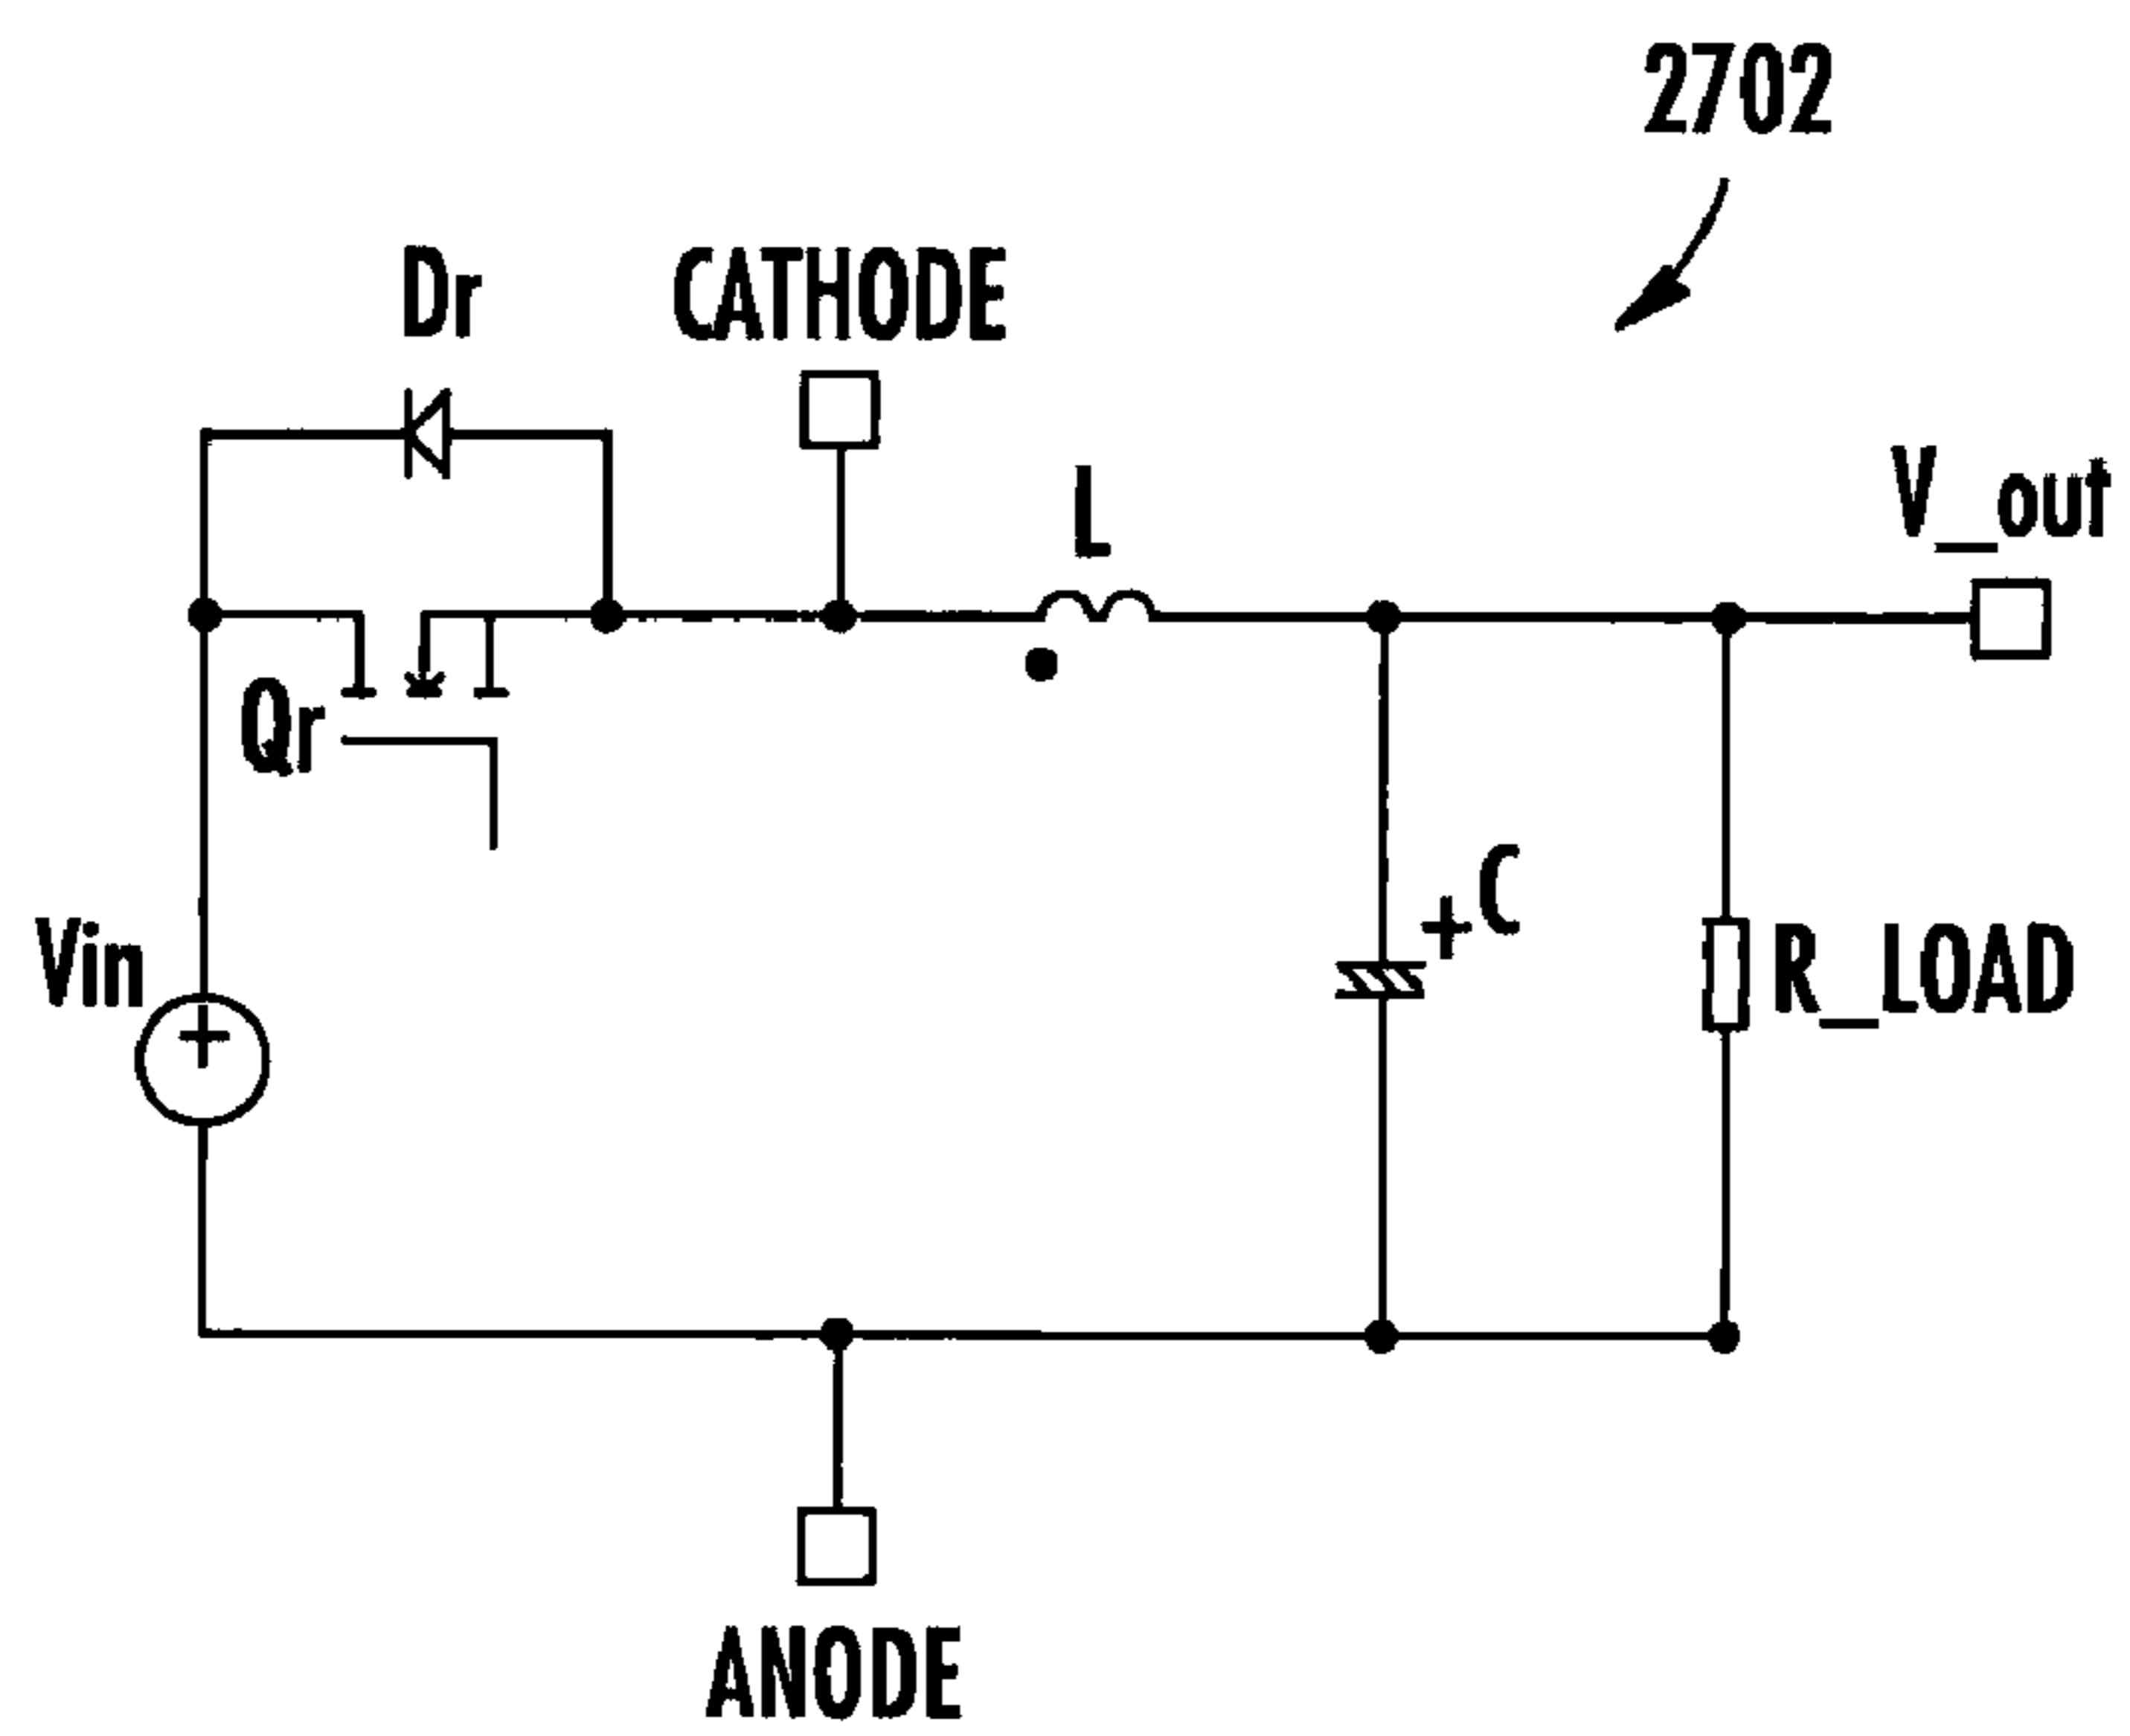 2702
Dr
CATHODE
L
V_out
Qr
+C
Vin
+
R_LOAD
ANODE